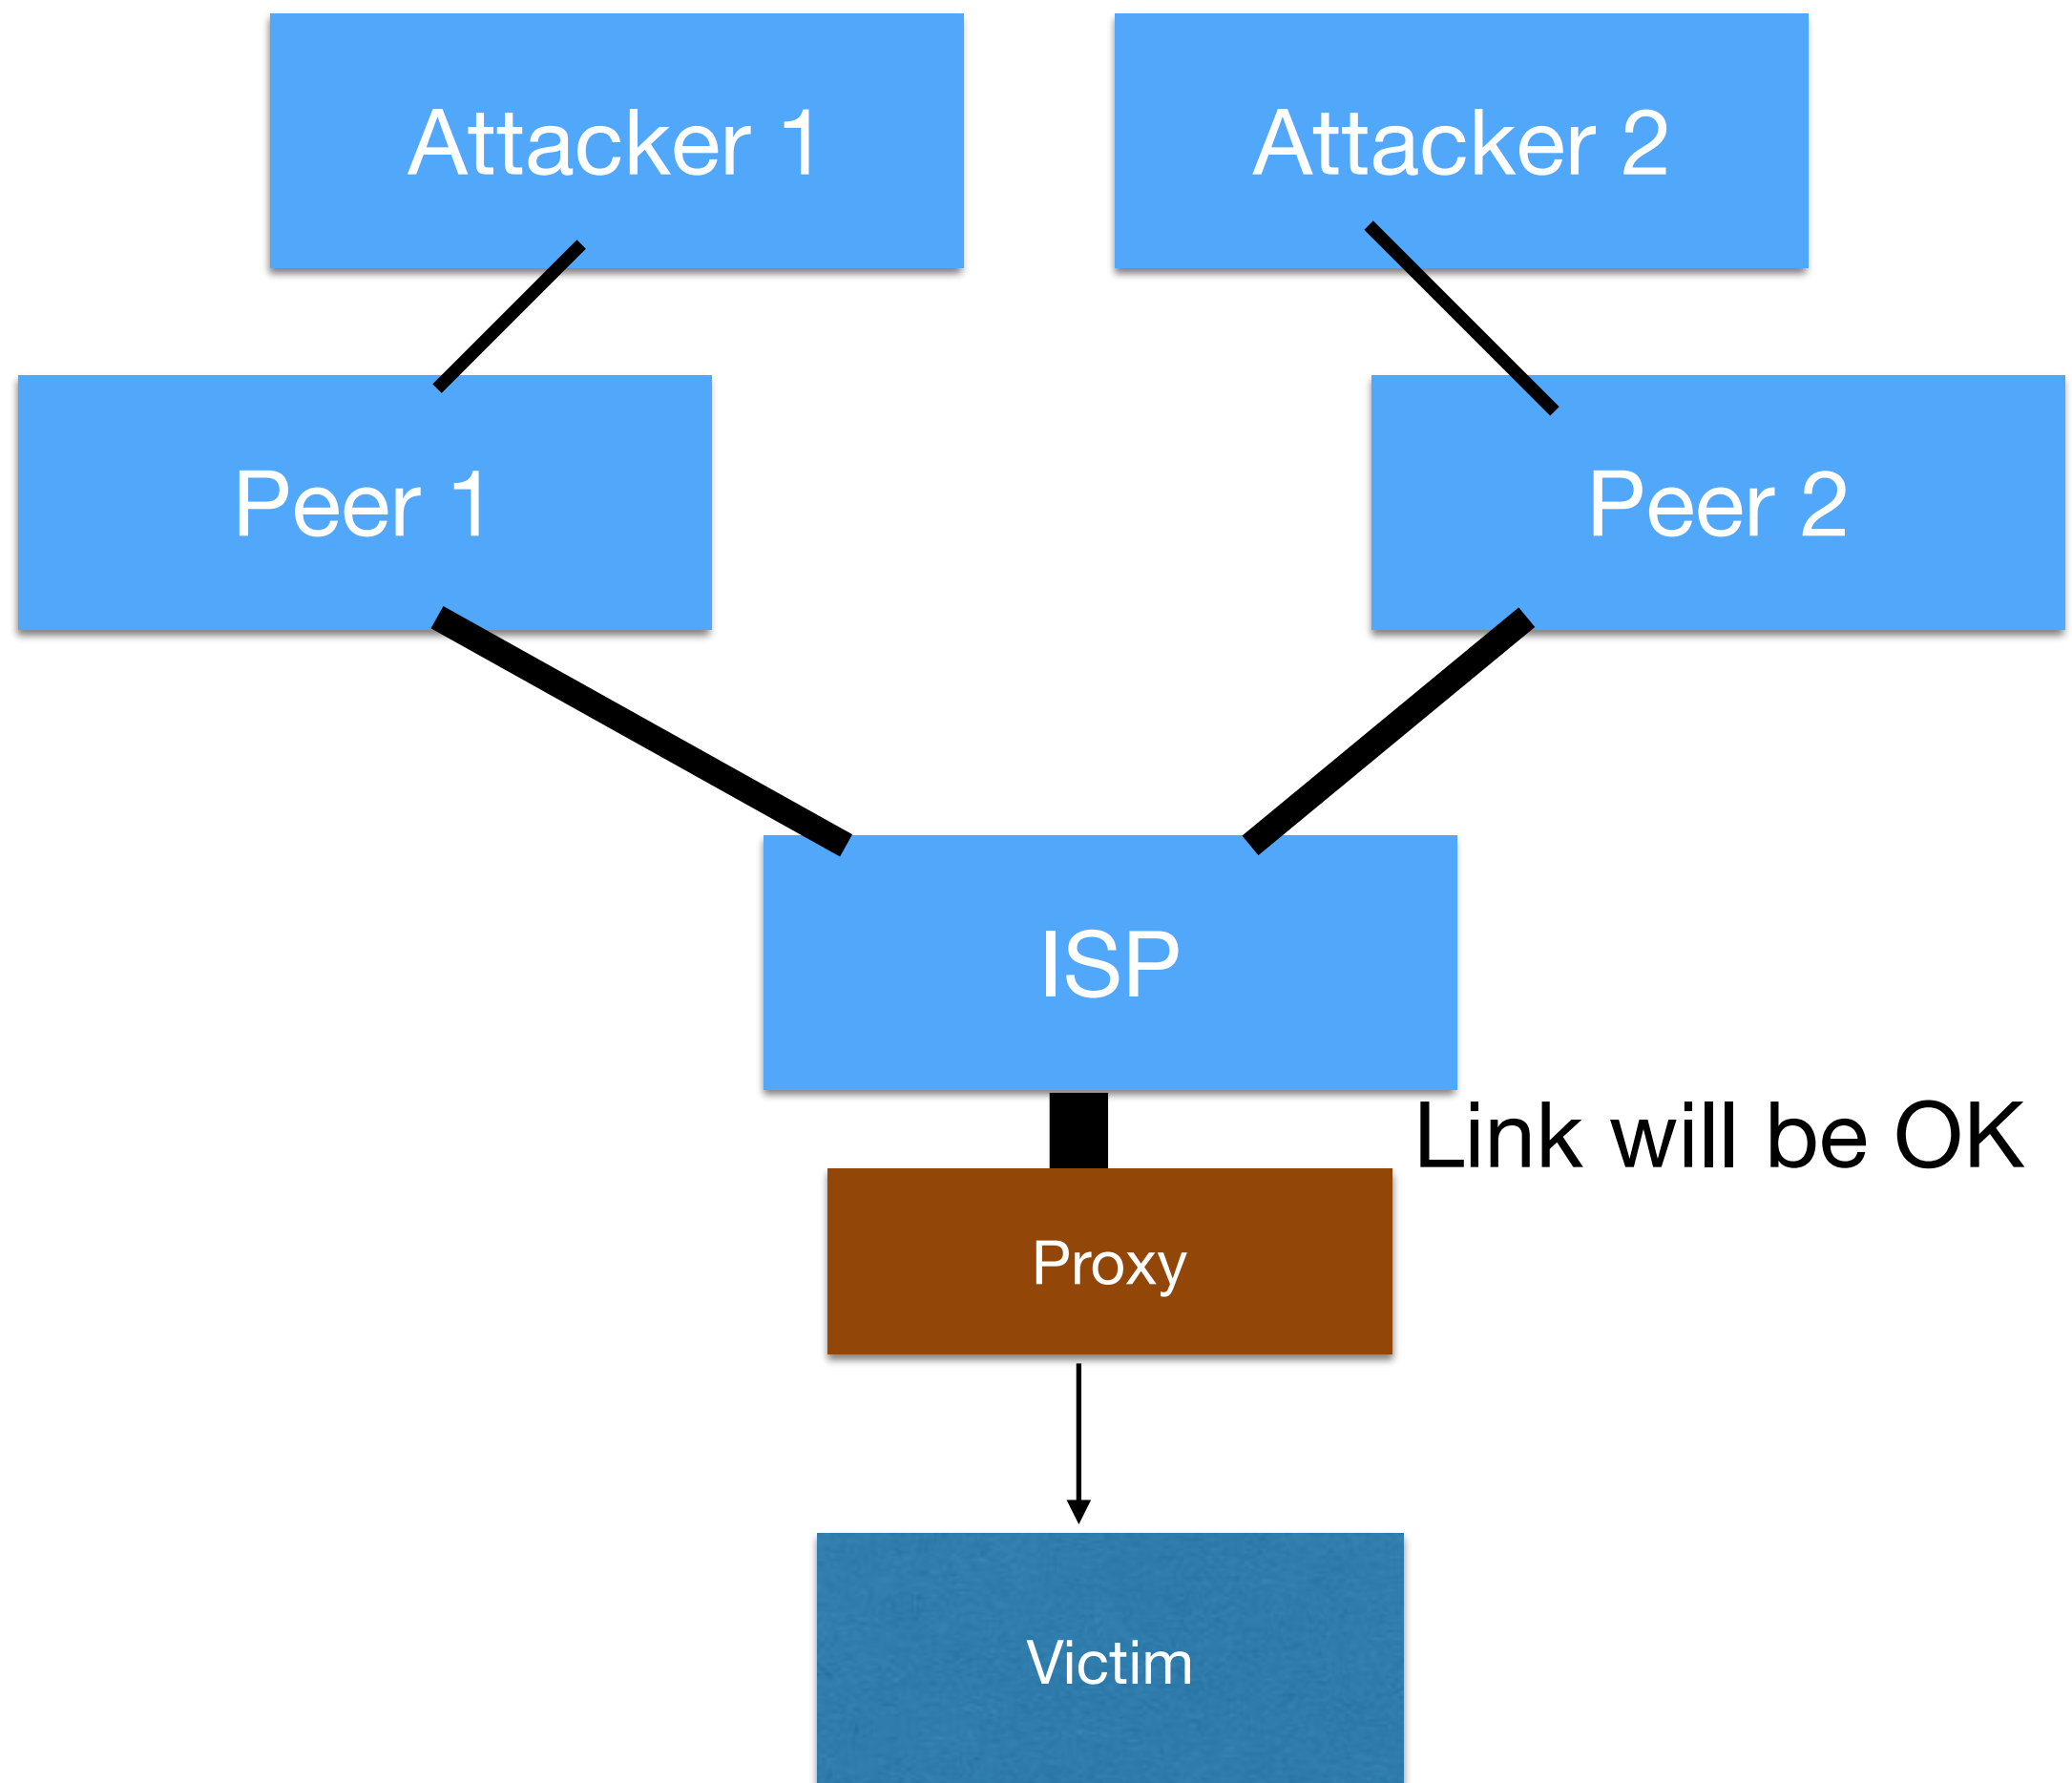 Attacker 1
Attacker 2
Peer 1
Peer 2
ISP
Link will be OK
Proxy
Victim